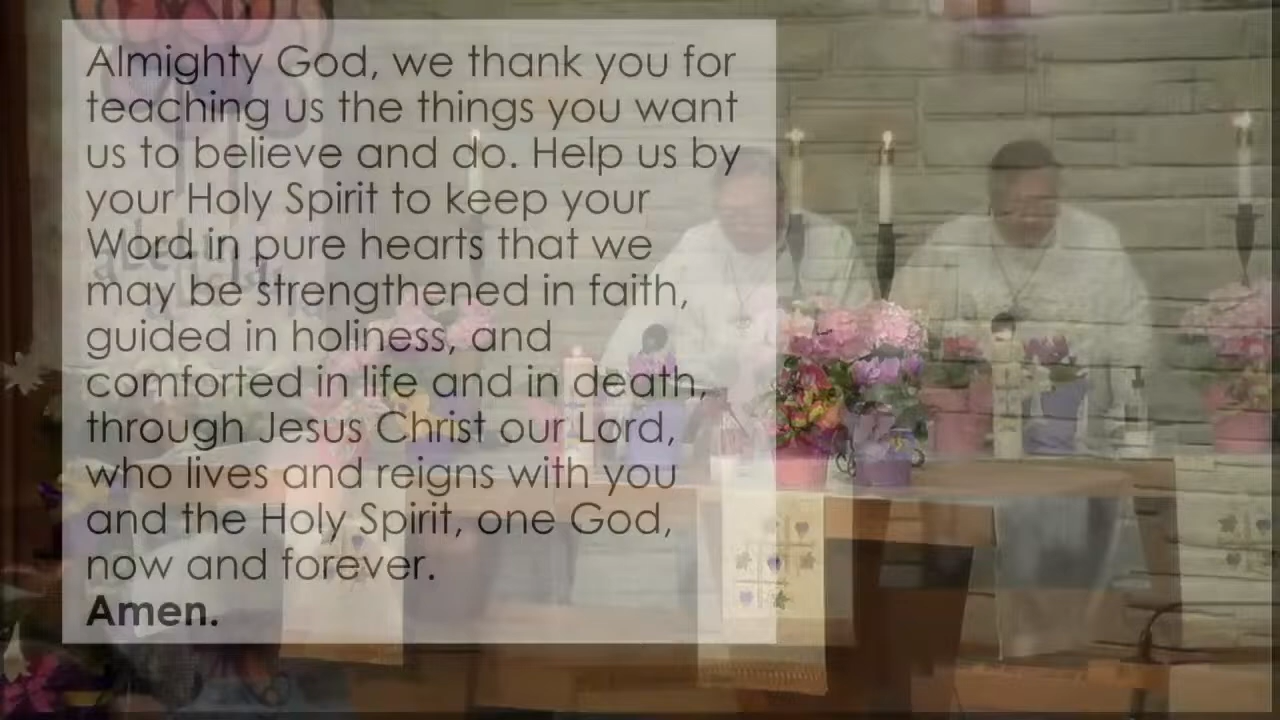 Almighty God, we thank you for
teaching us the things you want
us to believe and do. Help us by
your Holy Spirit to keep your
Word in pure hearts that we
may be strengthened in faith,
guided in holiness, and
comforted in life and in death,
through Jesus Christ our Lord,
who lives and reigns with you
and the Holy Spirit, one God,
now and forever.
Amen.